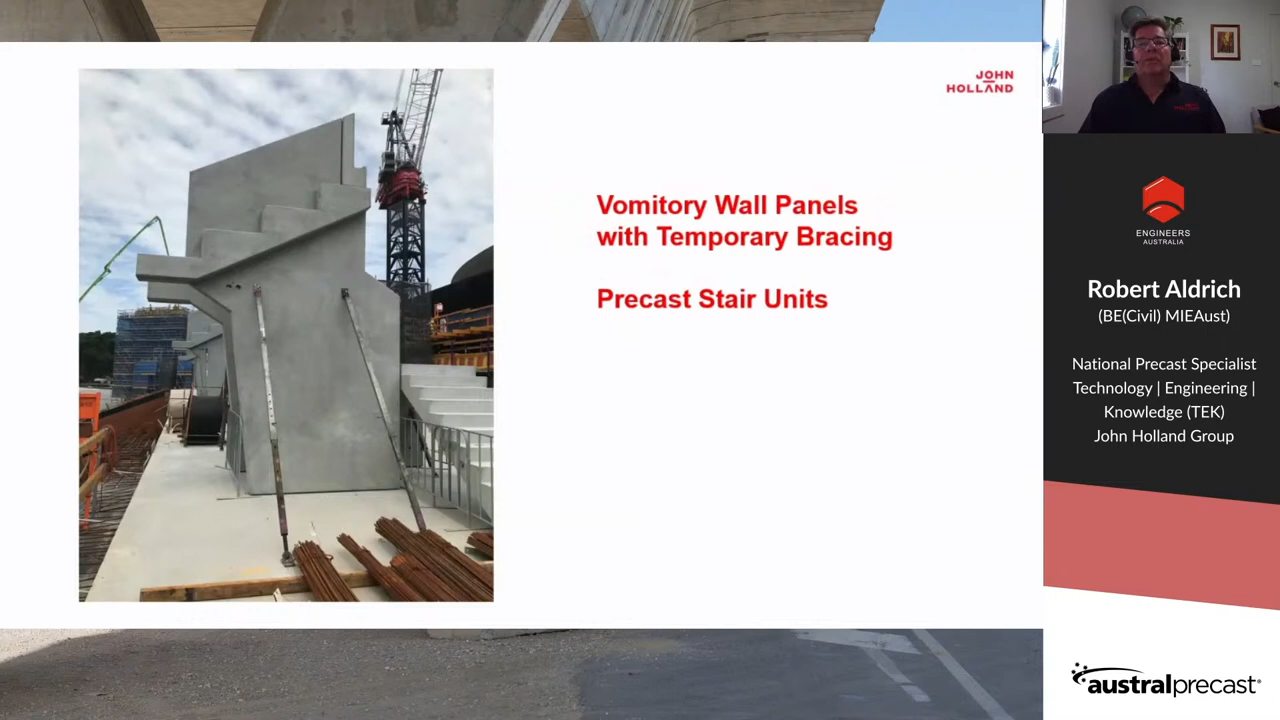 JOHN
HOLLAND
Vomitory Wall Panels
with Temporary Bracing
Precast Stair Units
ENGINEERS
AUSTRALIA
Robert Aldrich
(BE(Civil) MIEAust)
National Precast Specialist
Technology | Engineering |
Knowledge (TEK)
John Holland Group
australprecast®